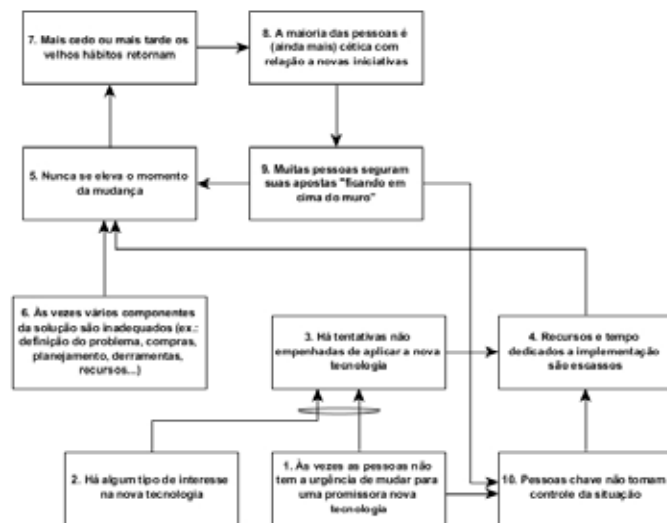 7. Mais cedo ou mais tarde os
velhos hábitos retornam
8. A maioria das pessoas é
(ainda mais) cética com
relação a novas iniciativas
5. Nunca se eleva o momento
da mudança
9. Muitas pessoas seguram
suas apostas "ficando em
cima do muro"
6. Às vezes vários componentes
da solução são inadequados (ex.:
definição do problema, compras,
planejamento, derramentas,
recursos...)
3. Há tentativas não
empenhadas de aplicar a nova
tecnologia
4. Recursos e tempo
dedicados a implementação
são escassos
2. Há algum tipo de interesse
na nova tecnologia
1. Às vezes as pessoas não
tem a urgência de mudar para
uma promissora nova
tecnologia
10. Pessoas chave não tomam
controle da situação